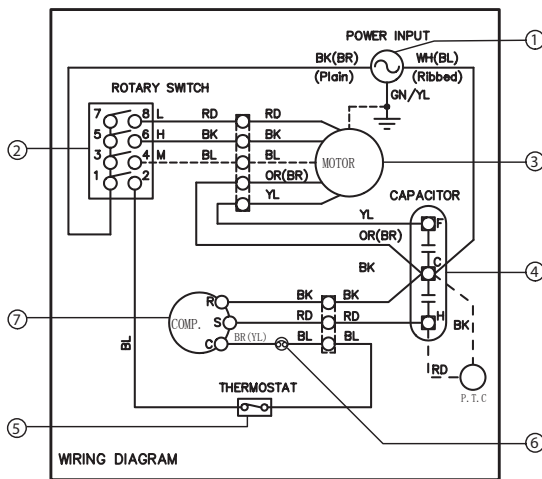 POWER INPUT
1
BK(BR)
WH(BL)
(Plain)
(Ribbed)
GN/YL
ROTARY SWITCH
7 8 L RD RD
5 6 H BK BK
2
3 4 M BL BL
MOTOR
3
1 2
OR(BR)
YL
CAPACITOR
YL
F
OR(BR)
C
BK
4
7
COMP.
R BK BK
S RD RD
H
BK
C BR(YL) BL BL
RD
P.T.C
BL
THERMOSTAT
5
6
WIRING DIAGRAM